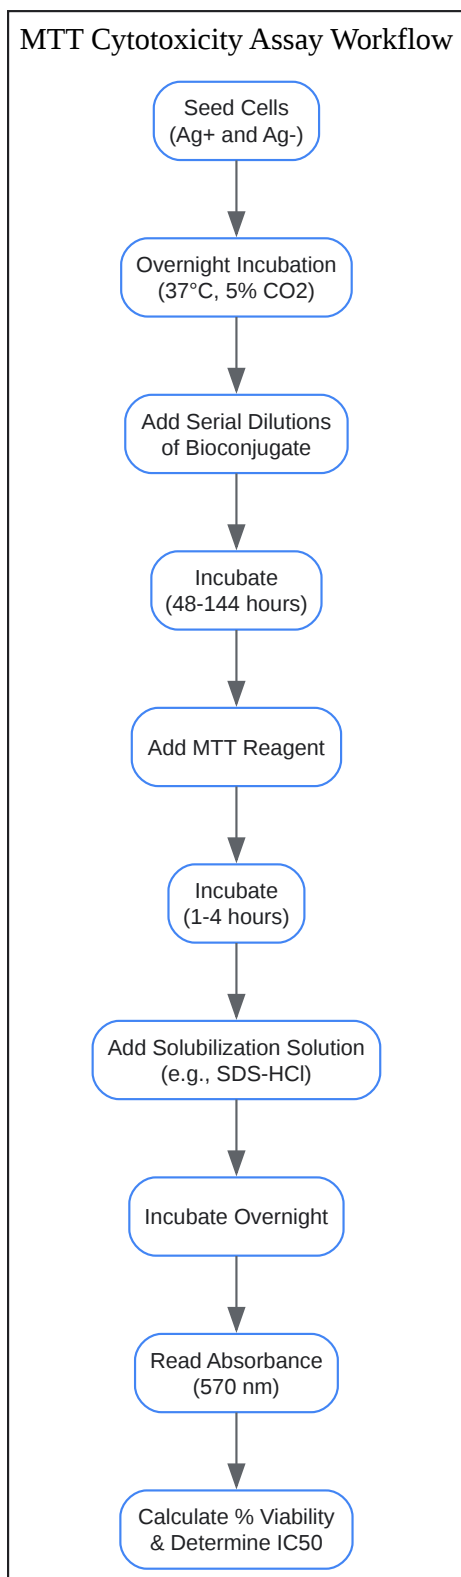 MTT Cytotoxicity Assay Workflow
Seed Cells
(Ag+ and Ag-)
Overnight Incubation
(37°C, 5% CO2)
Add Serial Dilutions
of Bioconjugate
Incubate
(48-144 hours)
Add MTT Reagent
Incubate
(1-4 hours)
Add Solubilization Solution
(e.g., SDS-HCl)
Incubate Overnight
Read Absorbance
(570 nm)
Calculate % Viability
& Determine IC50